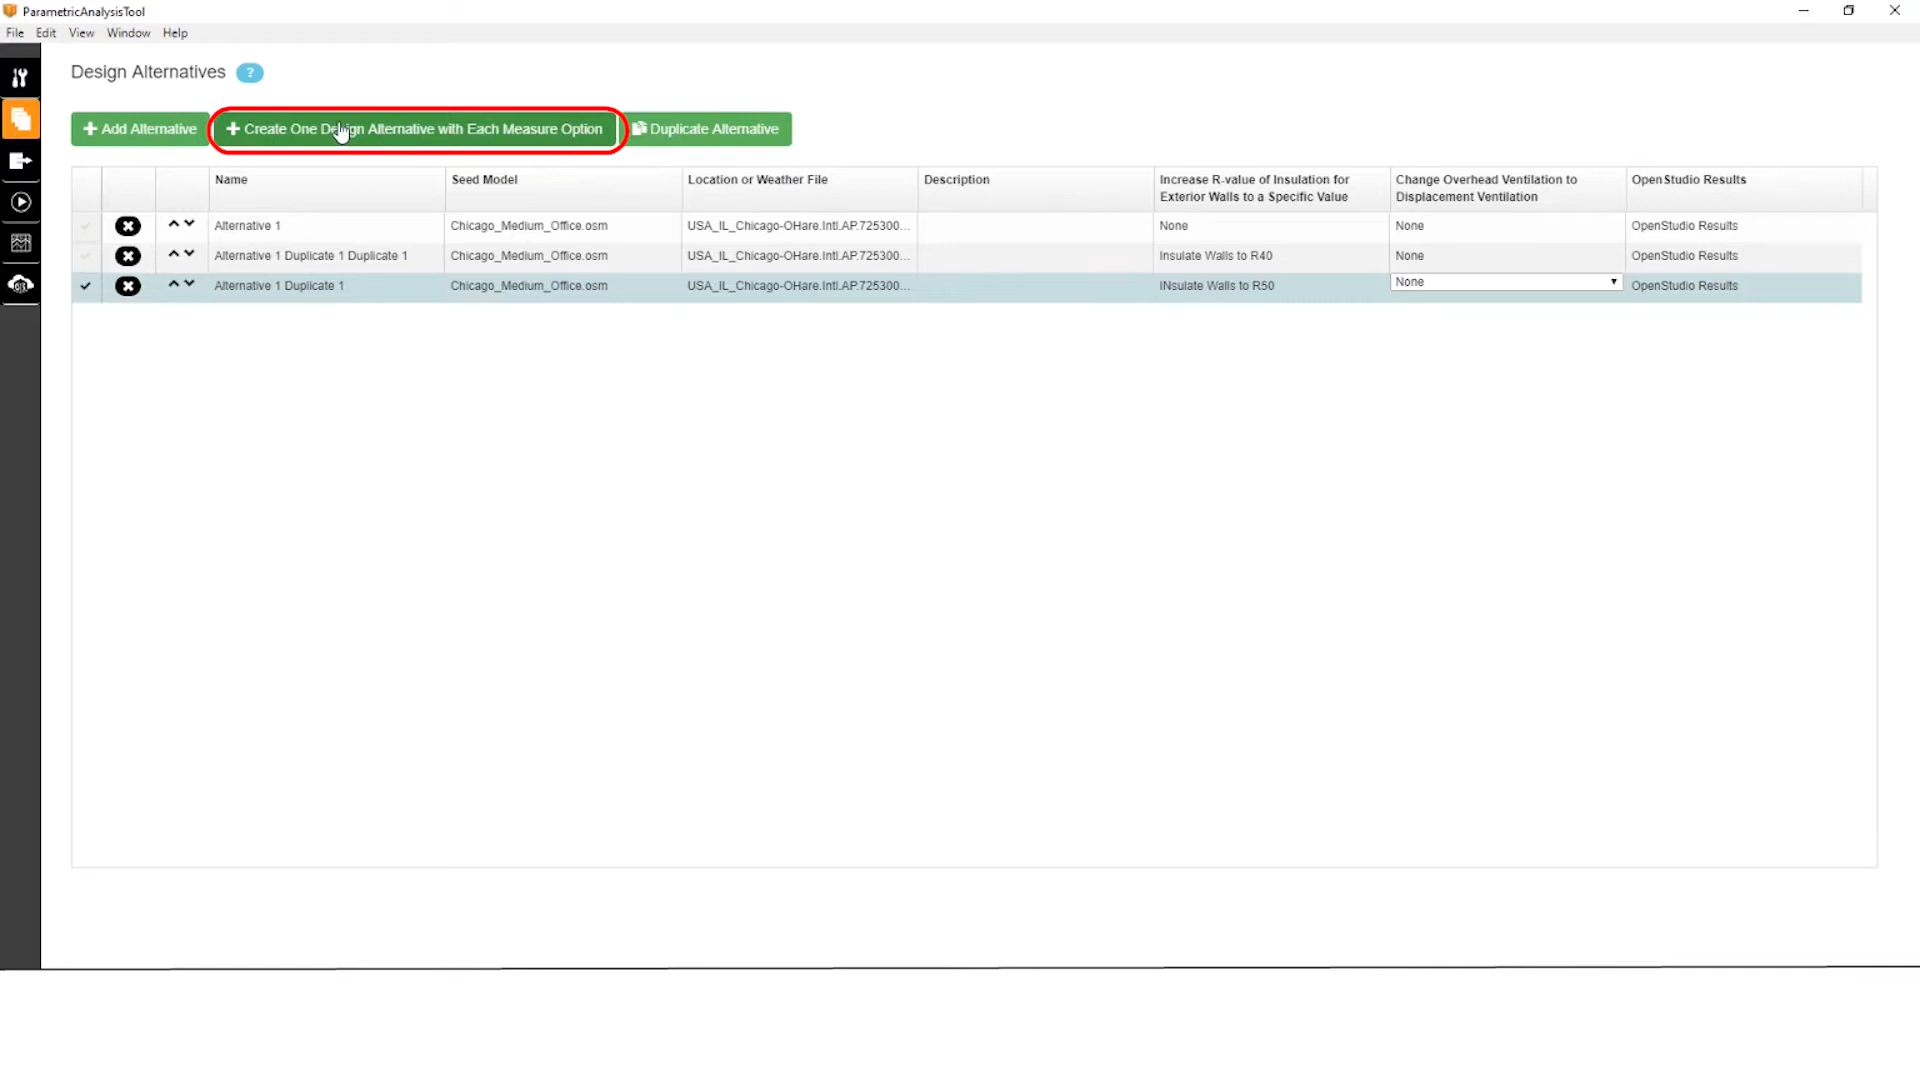 ParametricAnalysisTool
File Edit View Window Help
Design Alternatives ?
Add Alternative Create One Design Alternative with Each Measure Option Duplicate Alternative
Name Seed Model Location or Weather File Description Increase R-value of Insulation for Change Overhead Ventilation to OpenStudio Results
Exterior Walls to a Specific Value Displacement Ventilation
Alternative 1 Chicago_Medium_Office.osm USA_IL_Chicago-OHare.Intl.AP.725300... None None OpenStudio Results
Alternative 1 Duplicate 1 Duplicate 1 Chicago_Medium_Office.osm USA_IL_Chicago-OHare.Intl.AP.725300... Insulate Walls to R40 None OpenStudio Results
Alternative 1 Duplicate 1 Chicago_Medium_Office.osm USA_IL_Chicago-OHare.Intl.AP.725300... INsulate Walls to R50 None OpenStudio Results